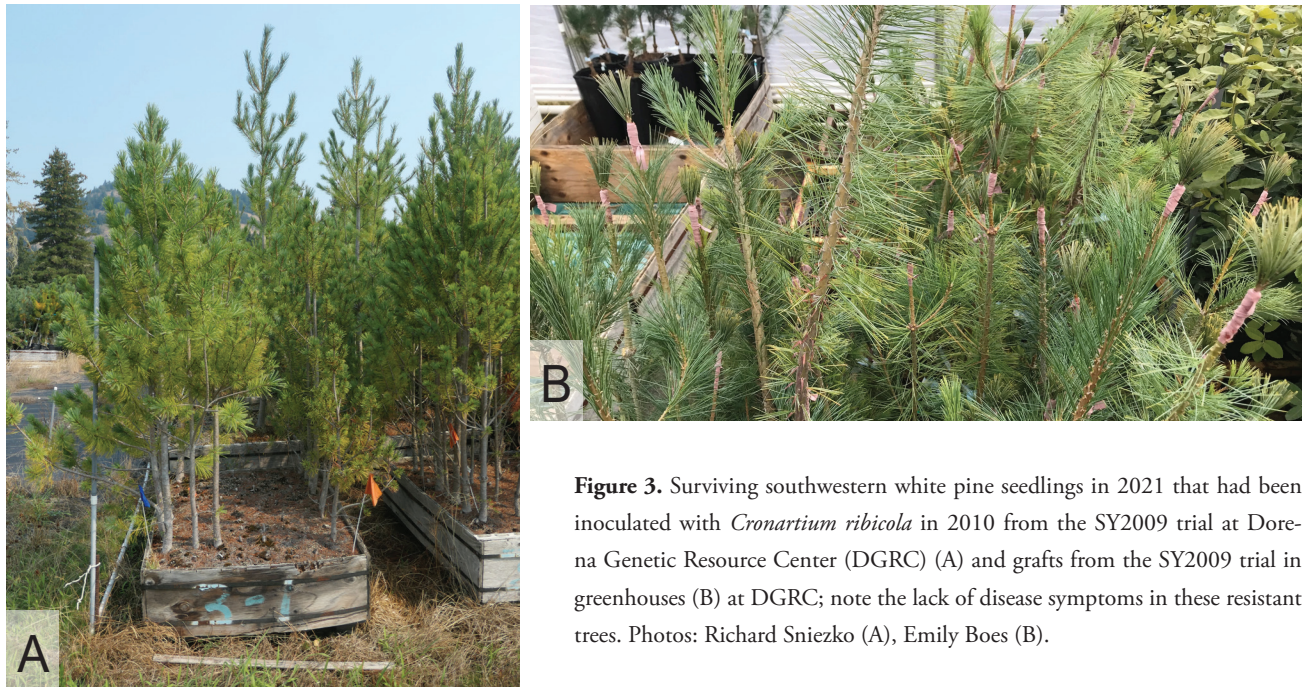 A
3-1
B
Figure 3. Surviving southwestern white pine seedlings in 2021 that had been
inoculated with Cronartium ribicola in 2010 from the SY2009 trial at Dore-
na Genetic Resource Center (DGRC) (A) and grafts from the SY2009 trial in
greenhouses (B) at DGRC; note the lack of disease symptoms in these resistant
trees. Photos: Richard Sniezko (A), Emily Boes (B).